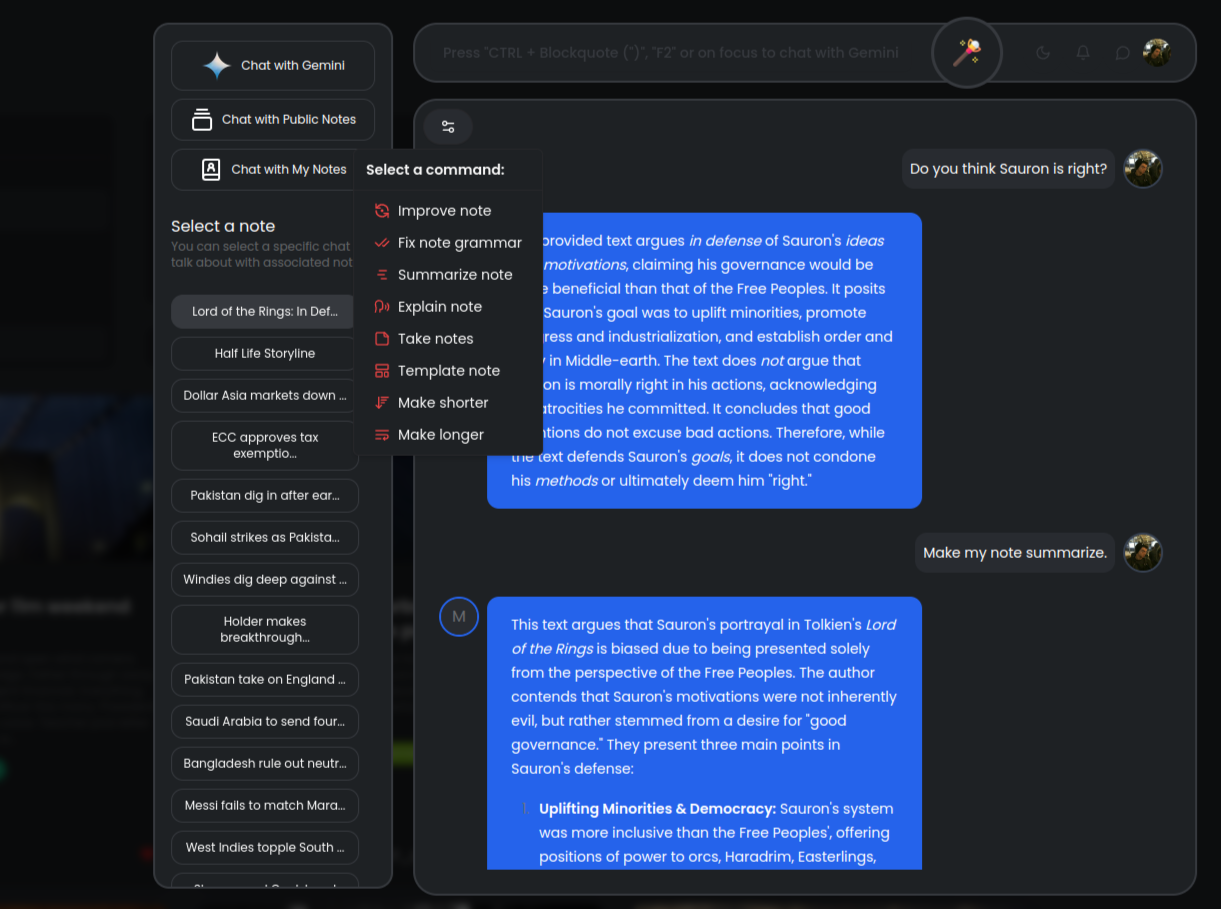 Chat with Gemini
Chat with Public Notes
Chat with My Notes
Select a note
You can select a specific chat
talk about with associated not
Lord of the Rings: In Def...
Half Life Storyline
Dollar Asia markets down ...
ECC approves tax
exemptio...
Pakistan dig in after ear...
Sohail strikes as Pakista...
Windies dig deep against ...
Holder makes
breakthrough...
Pakistan take on England ...
Saudi Arabia to send four...
Bangladesh rule out neutr...
Messi fails to match Mara...
West Indies topple South ...
Press "CTRL + Blockquote (")", "F2" or on focus to chat with Gemini
Select a command:
Improve note
Fix note grammar
Summarize note
Explain note
Take notes
Template note
Make shorter
Make longer
Do you think Sauron is right?
provided text argues in defense of Sauron's ideas
motivations, claiming his governance would be
beneficial than that of the Free Peoples. It posits
Sauron's goal was to uplift minorities, promote
ress and industrialization, and establish order and
in Middle-earth. The text does not argue that
on is morally right in his actions, acknowledging
atrocities he committed. It concludes that good
ntions do not excuse bad actions. Therefore, while
the text defends Sauron's goals, it does not condone
his methods or ultimately deem him "right."
Make my note summarize.
M
This text argues that Sauron's portrayal in Tolkien's Lord
of the Rings is biased due to being presented solely
from the perspective of the Free Peoples. The author
contends that Sauron's motivations were not inherently
evil, but rather stemmed from a desire for "good
governance." They present three main points in
Sauron's defense:
1. Uplifting Minorities & Democracy: Sauron's system
was more inclusive than the Free Peoples', offering
positions of power to orcs, Haradrim, Easterlings,